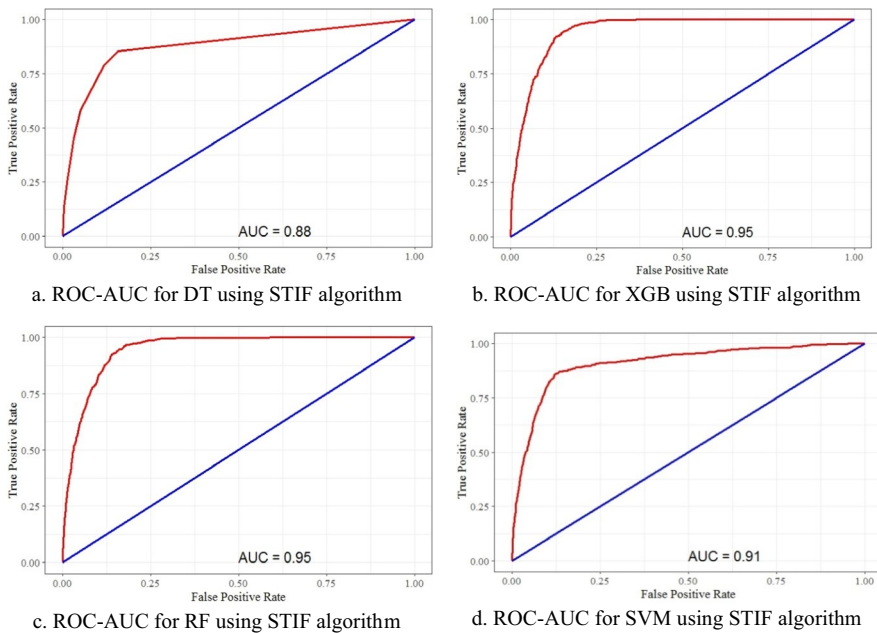 1.00
0.75
0.50
0.25
0.00
True Positive Rate
AUC = 0.88
0.00 0.25 0.50 0.75 1.00
False Positive Rate
a. ROC-AUC for DT using STIF algorithm
1.00
0.75
0.50
0.25
0.00
True Positive Rate
AUC = 0.95
0.00 0.25 0.50 0.75 1.00
False Positive Rate
b. ROC-AUC for XGB using STIF algorithm
1.00
0.75
0.50
0.25
0.00
True Positive Rate
AUC = 0.95
0.00 0.25 0.50 0.75 1.00
False Positive Rate
c. ROC-AUC for RF using STIF algorithm
1.00
0.75
0.50
0.25
0.00
True Positive Rate
AUC = 0.91
0.00 0.25 0.50 0.75 1.00
False Positive Rate
d. ROC-AUC for SVM using STIF algorithm